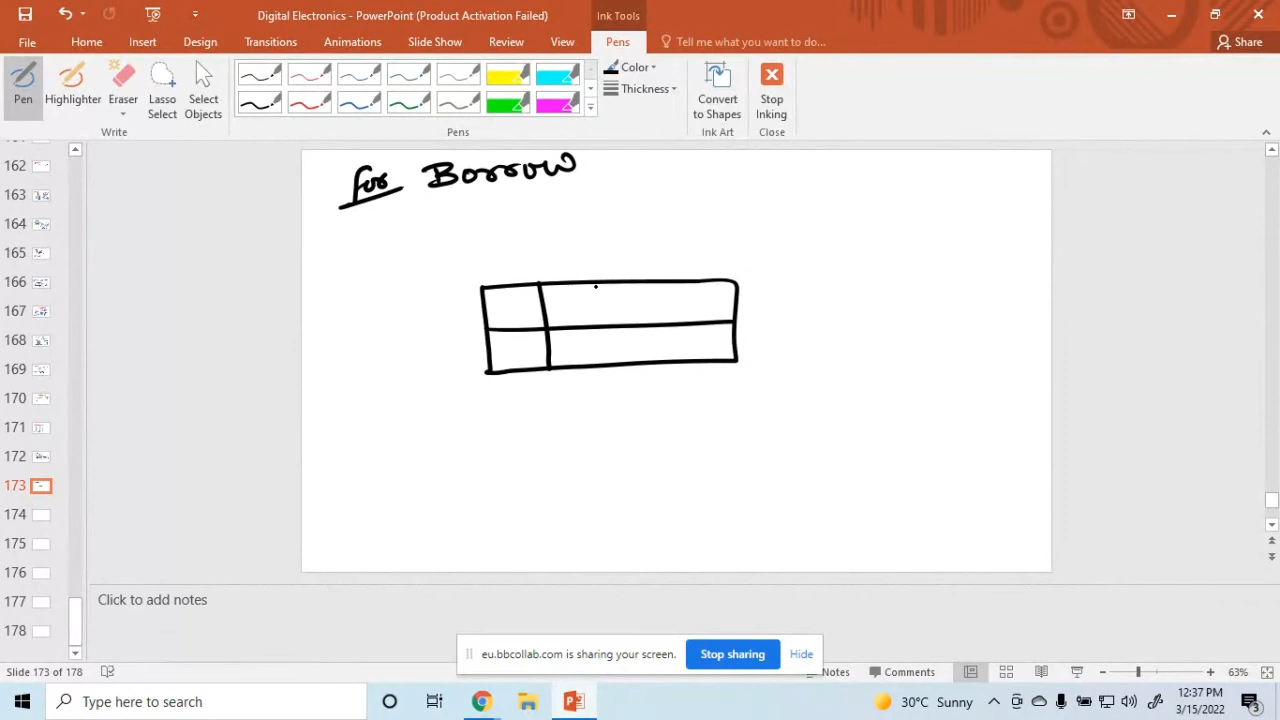 Digital Electronics - PowerPoint (Product Activation Failed)
Ink Tools
File Home Insert Design Transitions Animations Slide Show Review View Pens Tell me what you want to do... Share
Pen Highlighter Eraser Lasso Select Select Objects
Color
Thickness
Convert to Shapes
Stop Inking
Write Pens Ink Art Close
162
163
164
165
166
167
168
169
170
171
172
173
174
175
176
177
178
for Borrow
Click to add notes
eu.bbcollab.com is sharing your screen. Stop sharing Hide
Slide 173 of 178 Notes Comments 63%
Type here to search 30°C Sunny 12:37 PM
3/15/2022
3